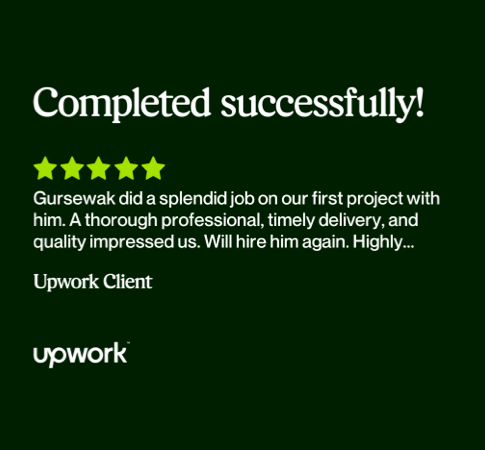 Completed successfully!
Gursewak did a splendid job on our first project with
him. A thorough professional, timely delivery, and
quality impressed us. Will hire him again. Highly...
Upwork Client
upwork™